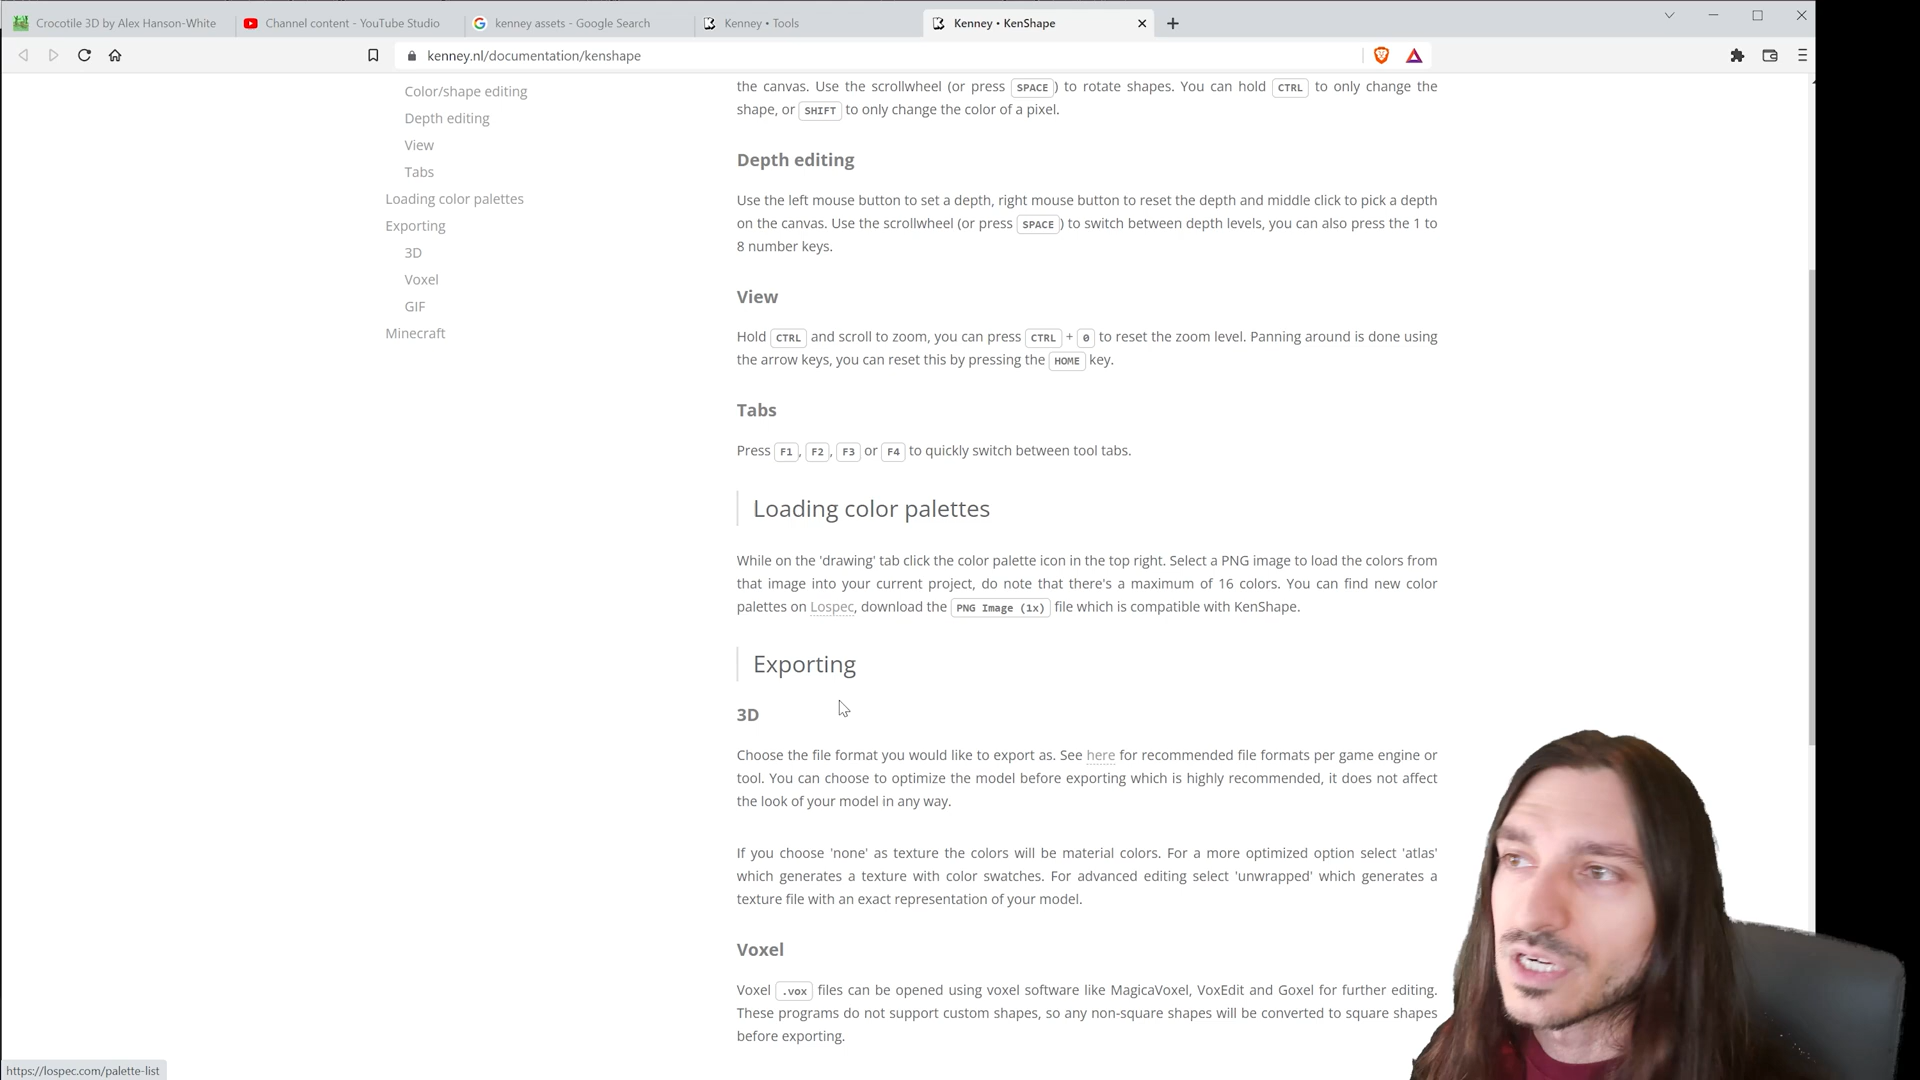 Crocotile 3D by Alex Hanson-White
Channel content - YouTube Studio
kenney assets - Google Search
Kenney • Tools
Kenney • KenShape
kenney.nl/documentation/kenshape
Color/shape editing
Depth editing
View
Tabs
Loading color palettes
Exporting
3D
Voxel
GIF
Minecraft
the canvas. Use the scrollwheel (or press SPACE ) to rotate shapes. You can hold CTRL to only change the
shape, or SHIFT to only change the color of a pixel.
Depth editing
Use the left mouse button to set a depth, right mouse button to reset the depth and middle click to pick a depth
on the canvas. Use the scrollwheel (or press SPACE ) to switch between depth levels, you can also press the 1 to
8 number keys.
View
Hold CTRL and scroll to zoom, you can press CTRL + 0 to reset the zoom level. Panning around is done using
the arrow keys, you can reset this by pressing the HOME key.
Tabs
Press F1 , F2 , F3 or F4 to quickly switch between tool tabs.
Loading color palettes
While on the 'drawing' tab click the color palette icon in the top right. Select a PNG image to load the colors from
that image into your current project, do note that there's a maximum of 16 colors. You can find new color
palettes on Lospec, download the PNG Image (1x) file which is compatible with KenShape.
Exporting
3D
Choose the file format you would like to export as. See here for recommended file formats per game engine or
tool. You can choose to optimize the model before exporting which is highly recommended, it does not affect
the look of your model in any way.
If you choose 'none' as texture the colors will be material colors. For a more optimized option select 'atlas'
which generates a texture with color swatches. For advanced editing select 'unwrapped' which generates a
texture file with an exact representation of your model.
Voxel
Voxel .vox files can be opened using voxel software like MagicaVoxel, VoxEdit and Goxel for further editing.
These programs do not support custom shapes, so any non-square shapes will be converted to square shapes
before exporting.
https://lospec.com/palette-list